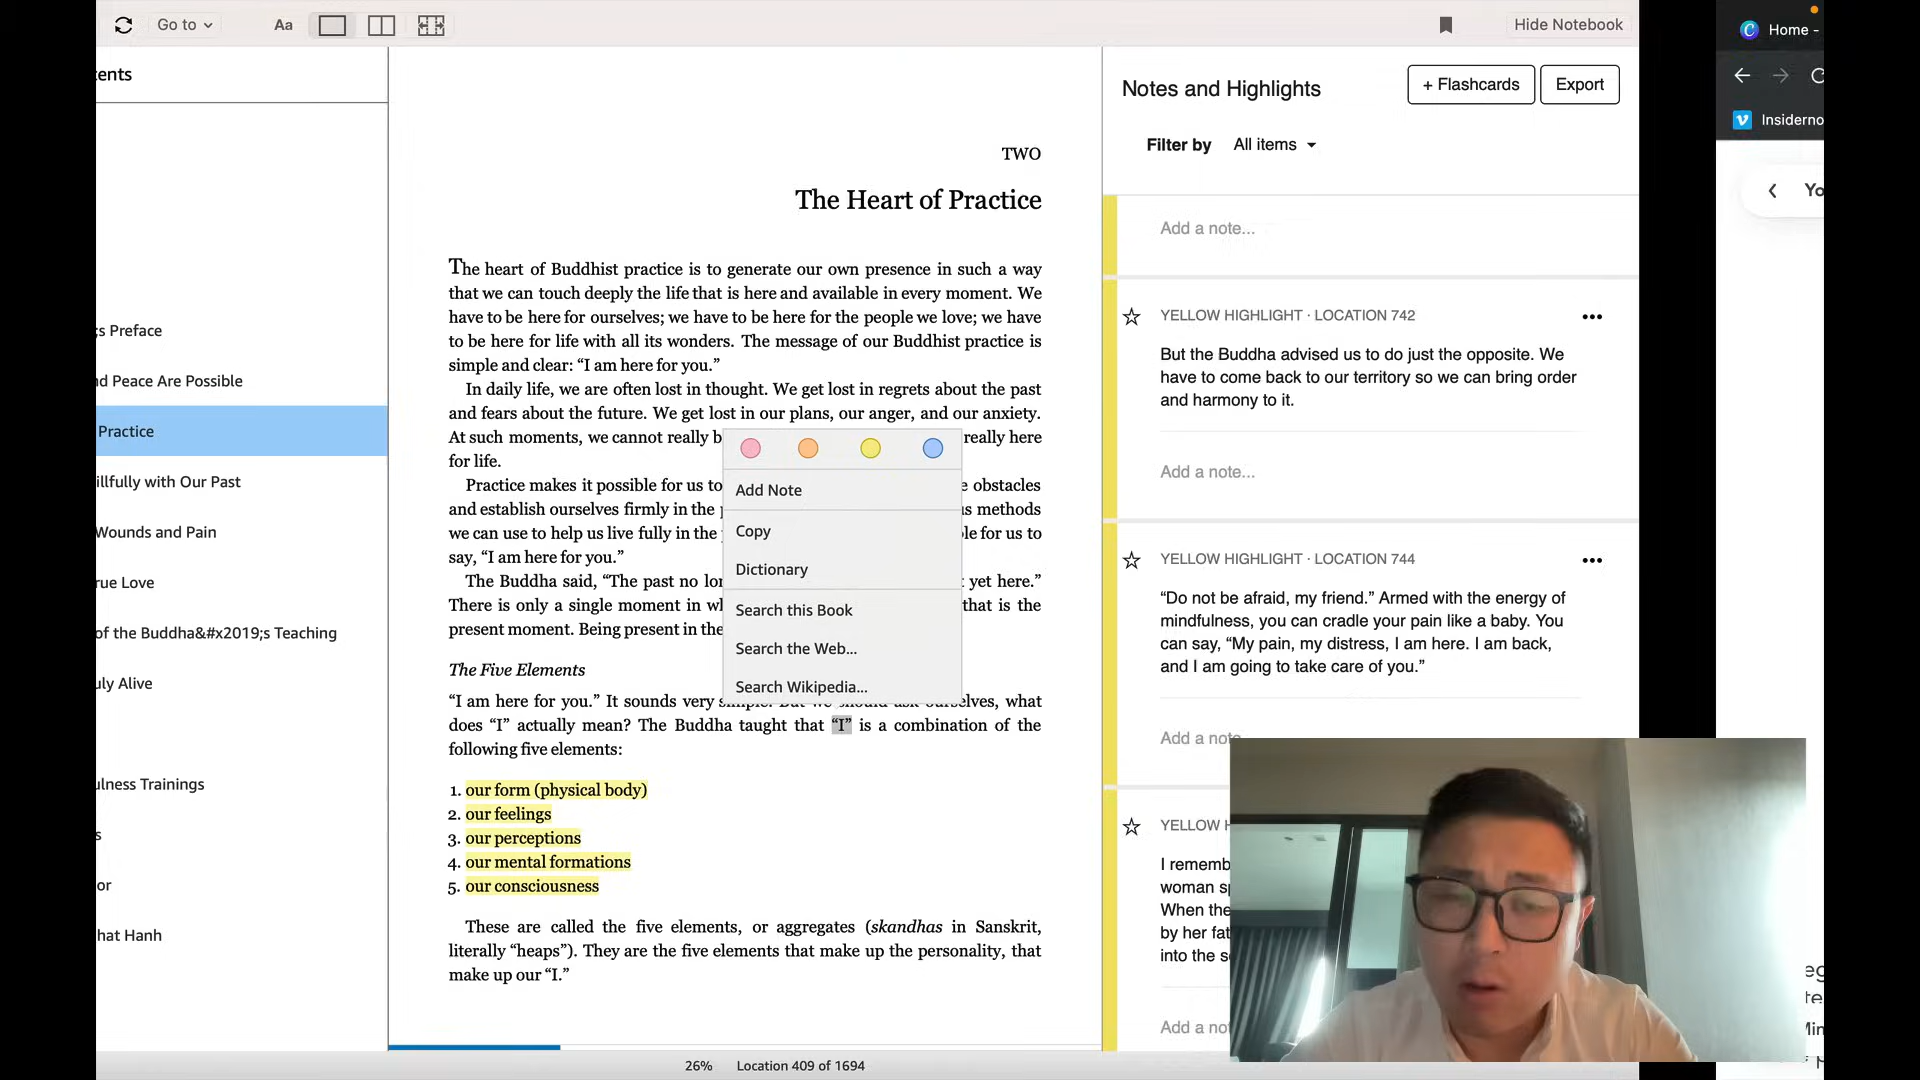 Go to
Aa
Hide Notebook
Home -
tents
Notes and Highlights
+ Flashcards
Export
Insiderno
Filter by All items
TWO
The Heart of Practice
Yo
Add a note...
The heart of Buddhist practice is to generate our own presence in such a way
that we can touch deeply the life that is here and available in every moment. We
have to be here for ourselves; we have to be here for the people we love; we have
to be here for life with all its wonders. The message of our Buddhist practice is
simple and clear: “I am here for you.”
In daily life, we are often lost in thought. We get lost in regrets about the past
and fears about the future. We get lost in our plans, our anger, and our anxiety.
At such moments, we cannot really b
really here
for life.
Practice makes it possible for us to
e obstacles
and establish ourselves firmly in the
s methods
we can use to help us live fully in the
le for us to
say, “I am here for you.”
The Buddha said, “The past no lon
t yet here.”
There is only a single moment in wh
that is the
present moment. Being present in the
The Five Elements
“I am here for you.” It sounds very simple. But we should ask ourselves, what
does “I” actually mean? The Buddha taught that “I” is a combination of the
following five elements:
1. our form (physical body)
2. our feelings
3. our perceptions
4. our mental formations
5. our consciousness
These are called the five elements, or aggregates (skandhas in Sanskrit,
literally “heaps”). They are the five elements that make up the personality, that
make up our “I.”
Add Note
Copy
Dictionary
Search this Book
Search the Web...
Search Wikipedia...
;s Preface
nd Peace Are Possible
Practice
illfully with Our Past
Wounds and Pain
rue Love
of the Buddha&#x2019;s Teaching
uly Alive
ulness Trainings
s
or
hat Hanh
YELLOW HIGHLIGHT · LOCATION 742
But the Buddha advised us to do just the opposite. We
have to come back to our territory so we can bring order
and harmony to it.
Add a note...
YELLOW HIGHLIGHT · LOCATION 744
“Do not be afraid, my friend.” Armed with the energy of
mindfulness, you can cradle your pain like a baby. You
can say, “My pain, my distress, I am here. I am back,
and I am going to take care of you.”
Add a note
YELLOW H
I rememb
woman sp
When the
by her fat
into the s
Add a no
26% Location 409 of 1694